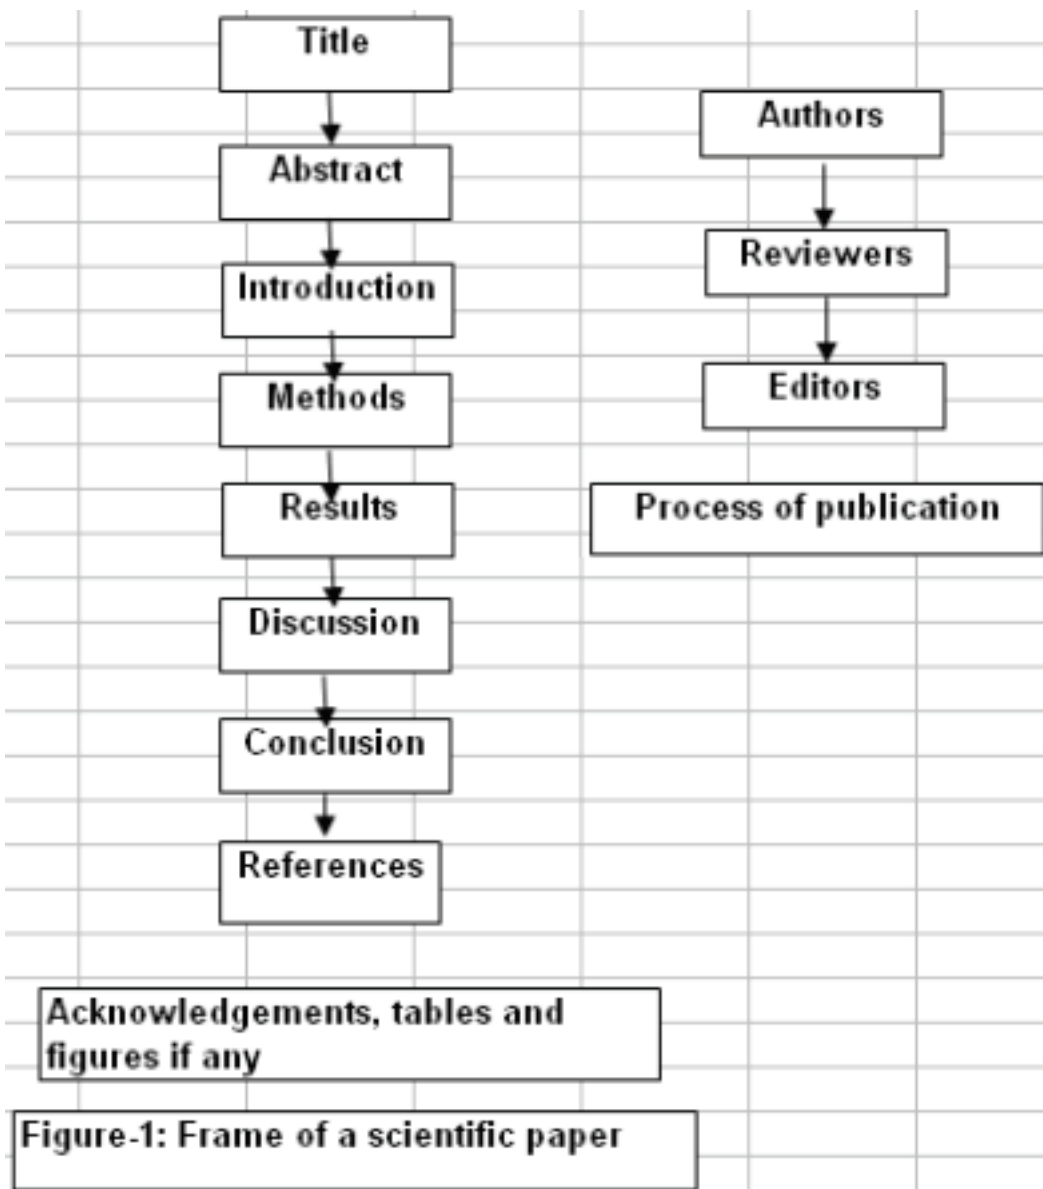 Title
Abstract
Introduction
Methods
Results
Discussion
Conclusion
References
Authors
Reviewers
Editors
Process of publication
Acknowledgements, tables and
figures if any
Figure-1: Frame of a scientific paper